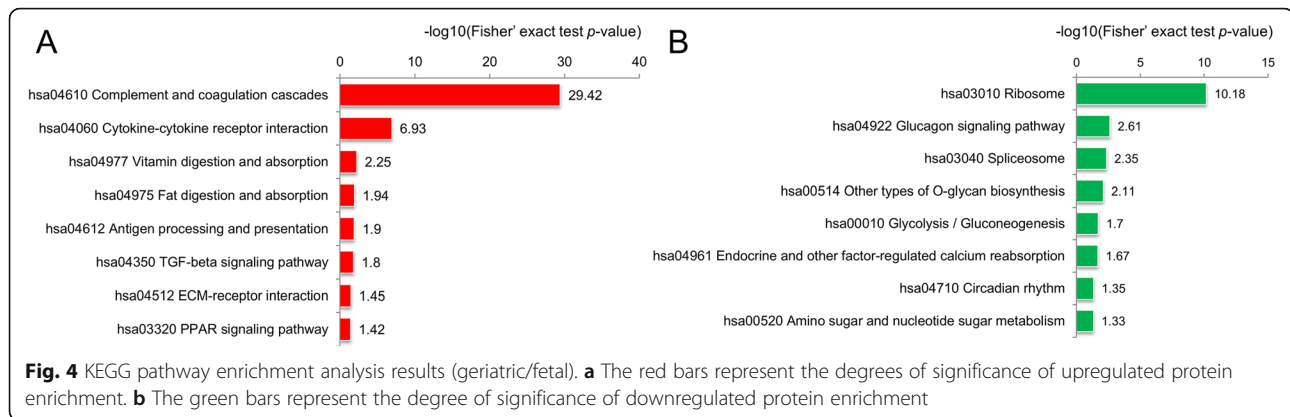 A
-log10(Fisher' exact test p-value)
0 10 20 30 40
hsa04610 Complement and coagulation cascades 29.42
hsa04060 Cytokine-cytokine receptor interaction 6.93
hsa04977 Vitamin digestion and absorption 2.25
hsa04975 Fat digestion and absorption 1.94
hsa04612 Antigen processing and presentation 1.9
hsa04350 TGF-beta signaling pathway 1.8
hsa04512 ECM-receptor interaction 1.45
hsa03320 PPAR signaling pathway 1.42
B
-log10(Fisher' exact test p-value)
0 5 10 15
hsa03010 Ribosome 10.18
hsa04922 Glucagon signaling pathway 2.61
hsa03040 Spliceosome 2.35
hsa00514 Other types of O-glycan biosynthesis 2.11
hsa00010 Glycolysis / Gluconeogenesis 1.7
hsa04961 Endocrine and other factor-regulated calcium reabsorption 1.67
hsa04710 Circadian rhythm 1.35
hsa00520 Amino sugar and nucleotide sugar metabolism 1.33
Fig. 4 KEGG pathway enrichment analysis results (geriatric/fetal). a The red bars represent the degrees of significance of upregulated protein
enrichment. b The green bars represent the degree of significance of downregulated protein enrichment